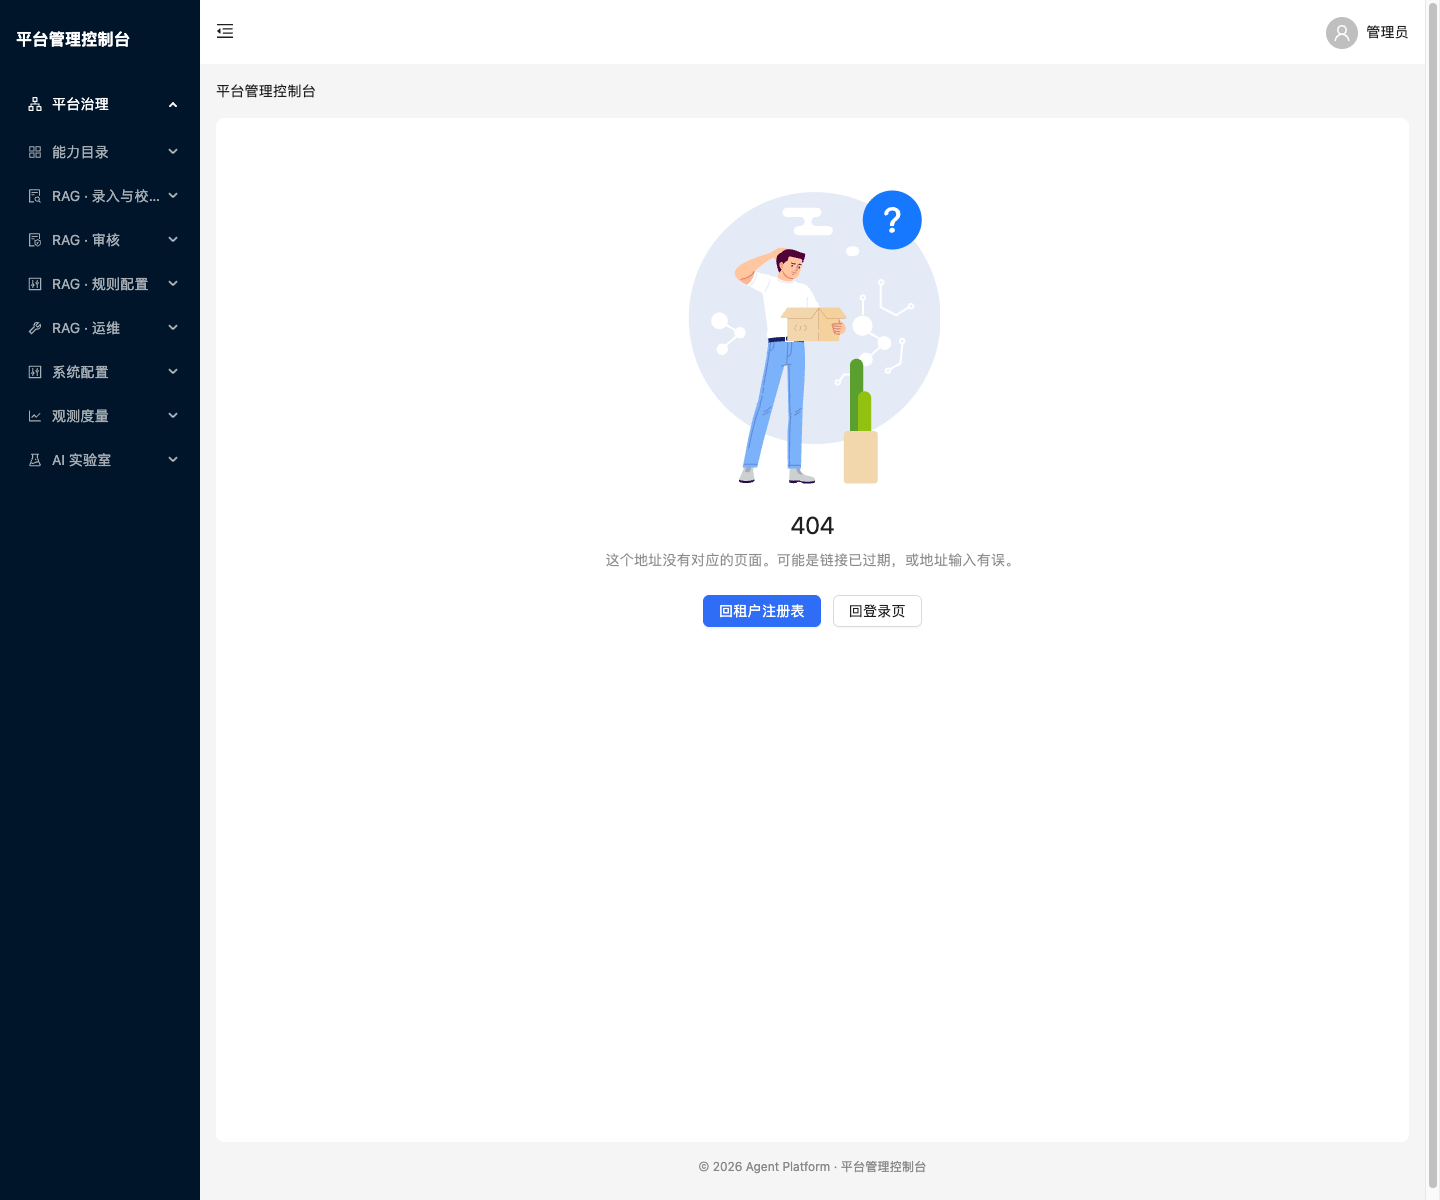 平台管理控制台
管理员
平台治理
能力目录
RAG · 录入与校...
RAG · 审核
RAG · 规则配置
RAG · 运维
系统配置
观测度量
AI 实验室
平台管理控制台
?
404
这个地址没有对应的页面。可能是链接已过期，或地址输入有误。
回租户注册表
回登录页
© 2026 Agent Platform · 平台管理控制台